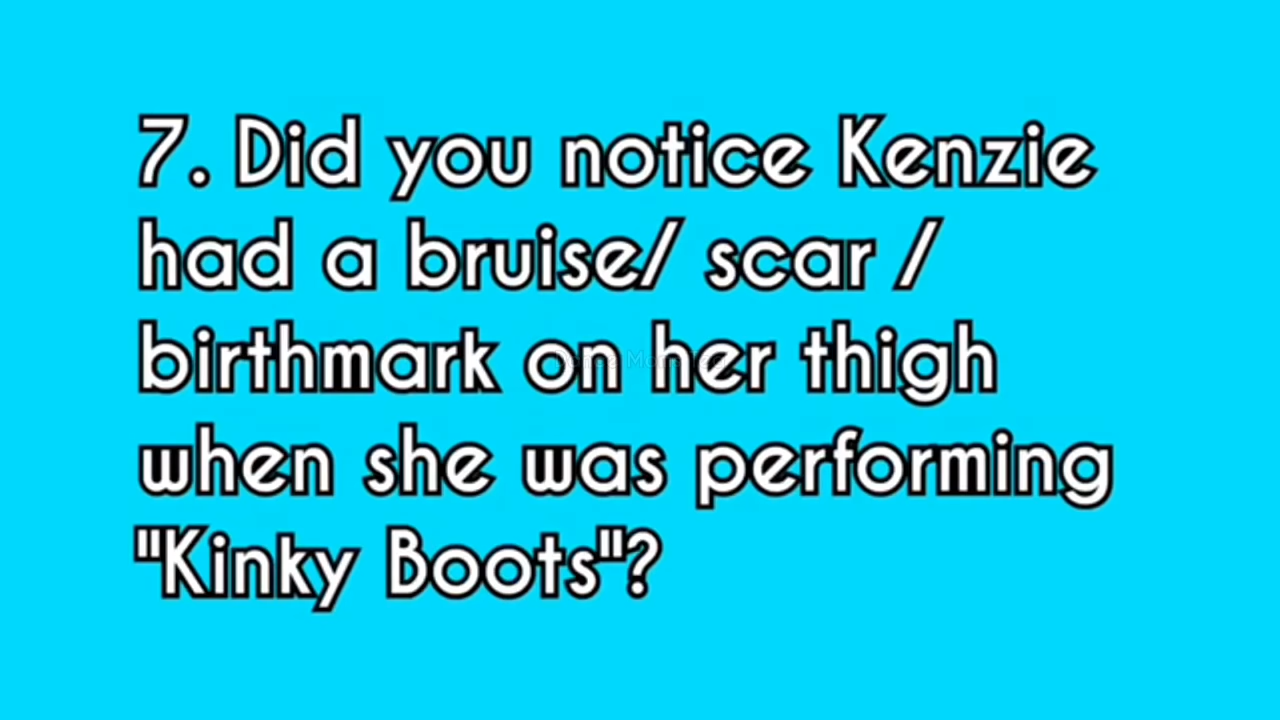 7. Did you notice Kenzie
had a bruise/ scar /
birthmark on her thigh
when she was performing
"Kinky Boots"?